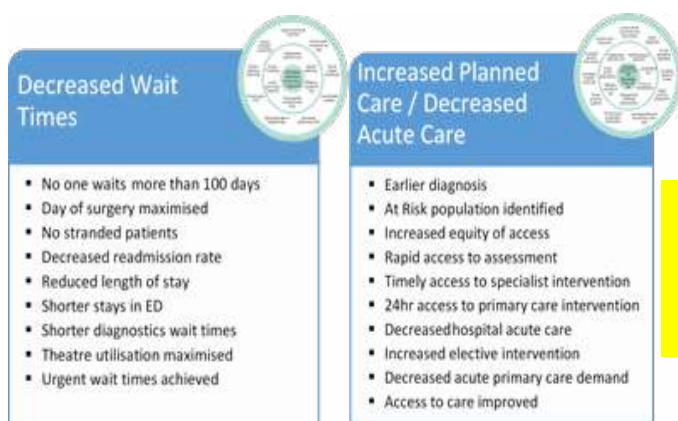 Decreased Wait
Times
No one waits more than 100 days
Day of surgery maximised
No stranded patients
Decreased readmission rate
Reduced length of stay
Shorter stays in ED
Shorter diagnostics wait times
Theatre utilisation maximised
Urgent wait times achieved
Increased Planned
Care / Decreased
Acute Care
Earlier diagnosis
At Risk population identified
Increased equity of access
Rapid access to assessment
Timely access to specialist intervention
24hr access to primary care intervention
Decreasedhospital acute care
Increased elective intervention
Decreased acute primary care demand
Access to care improved